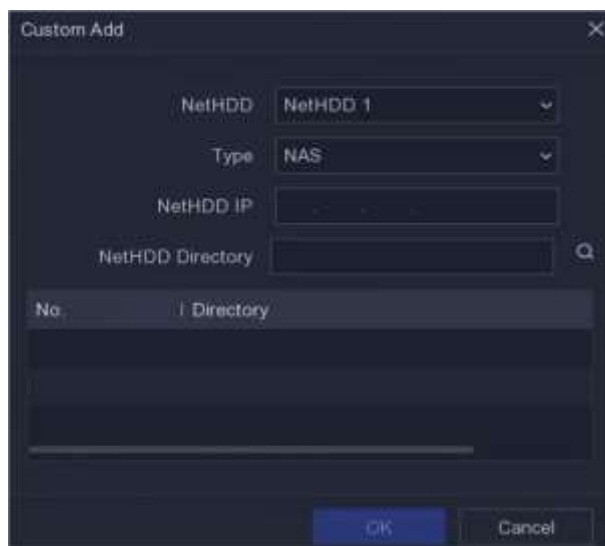 Custom Add
NetHDD NetHDD 1
Type NAS
NetHDD IP . . .
NetHDD Directory
No. Directory
OK Cancel